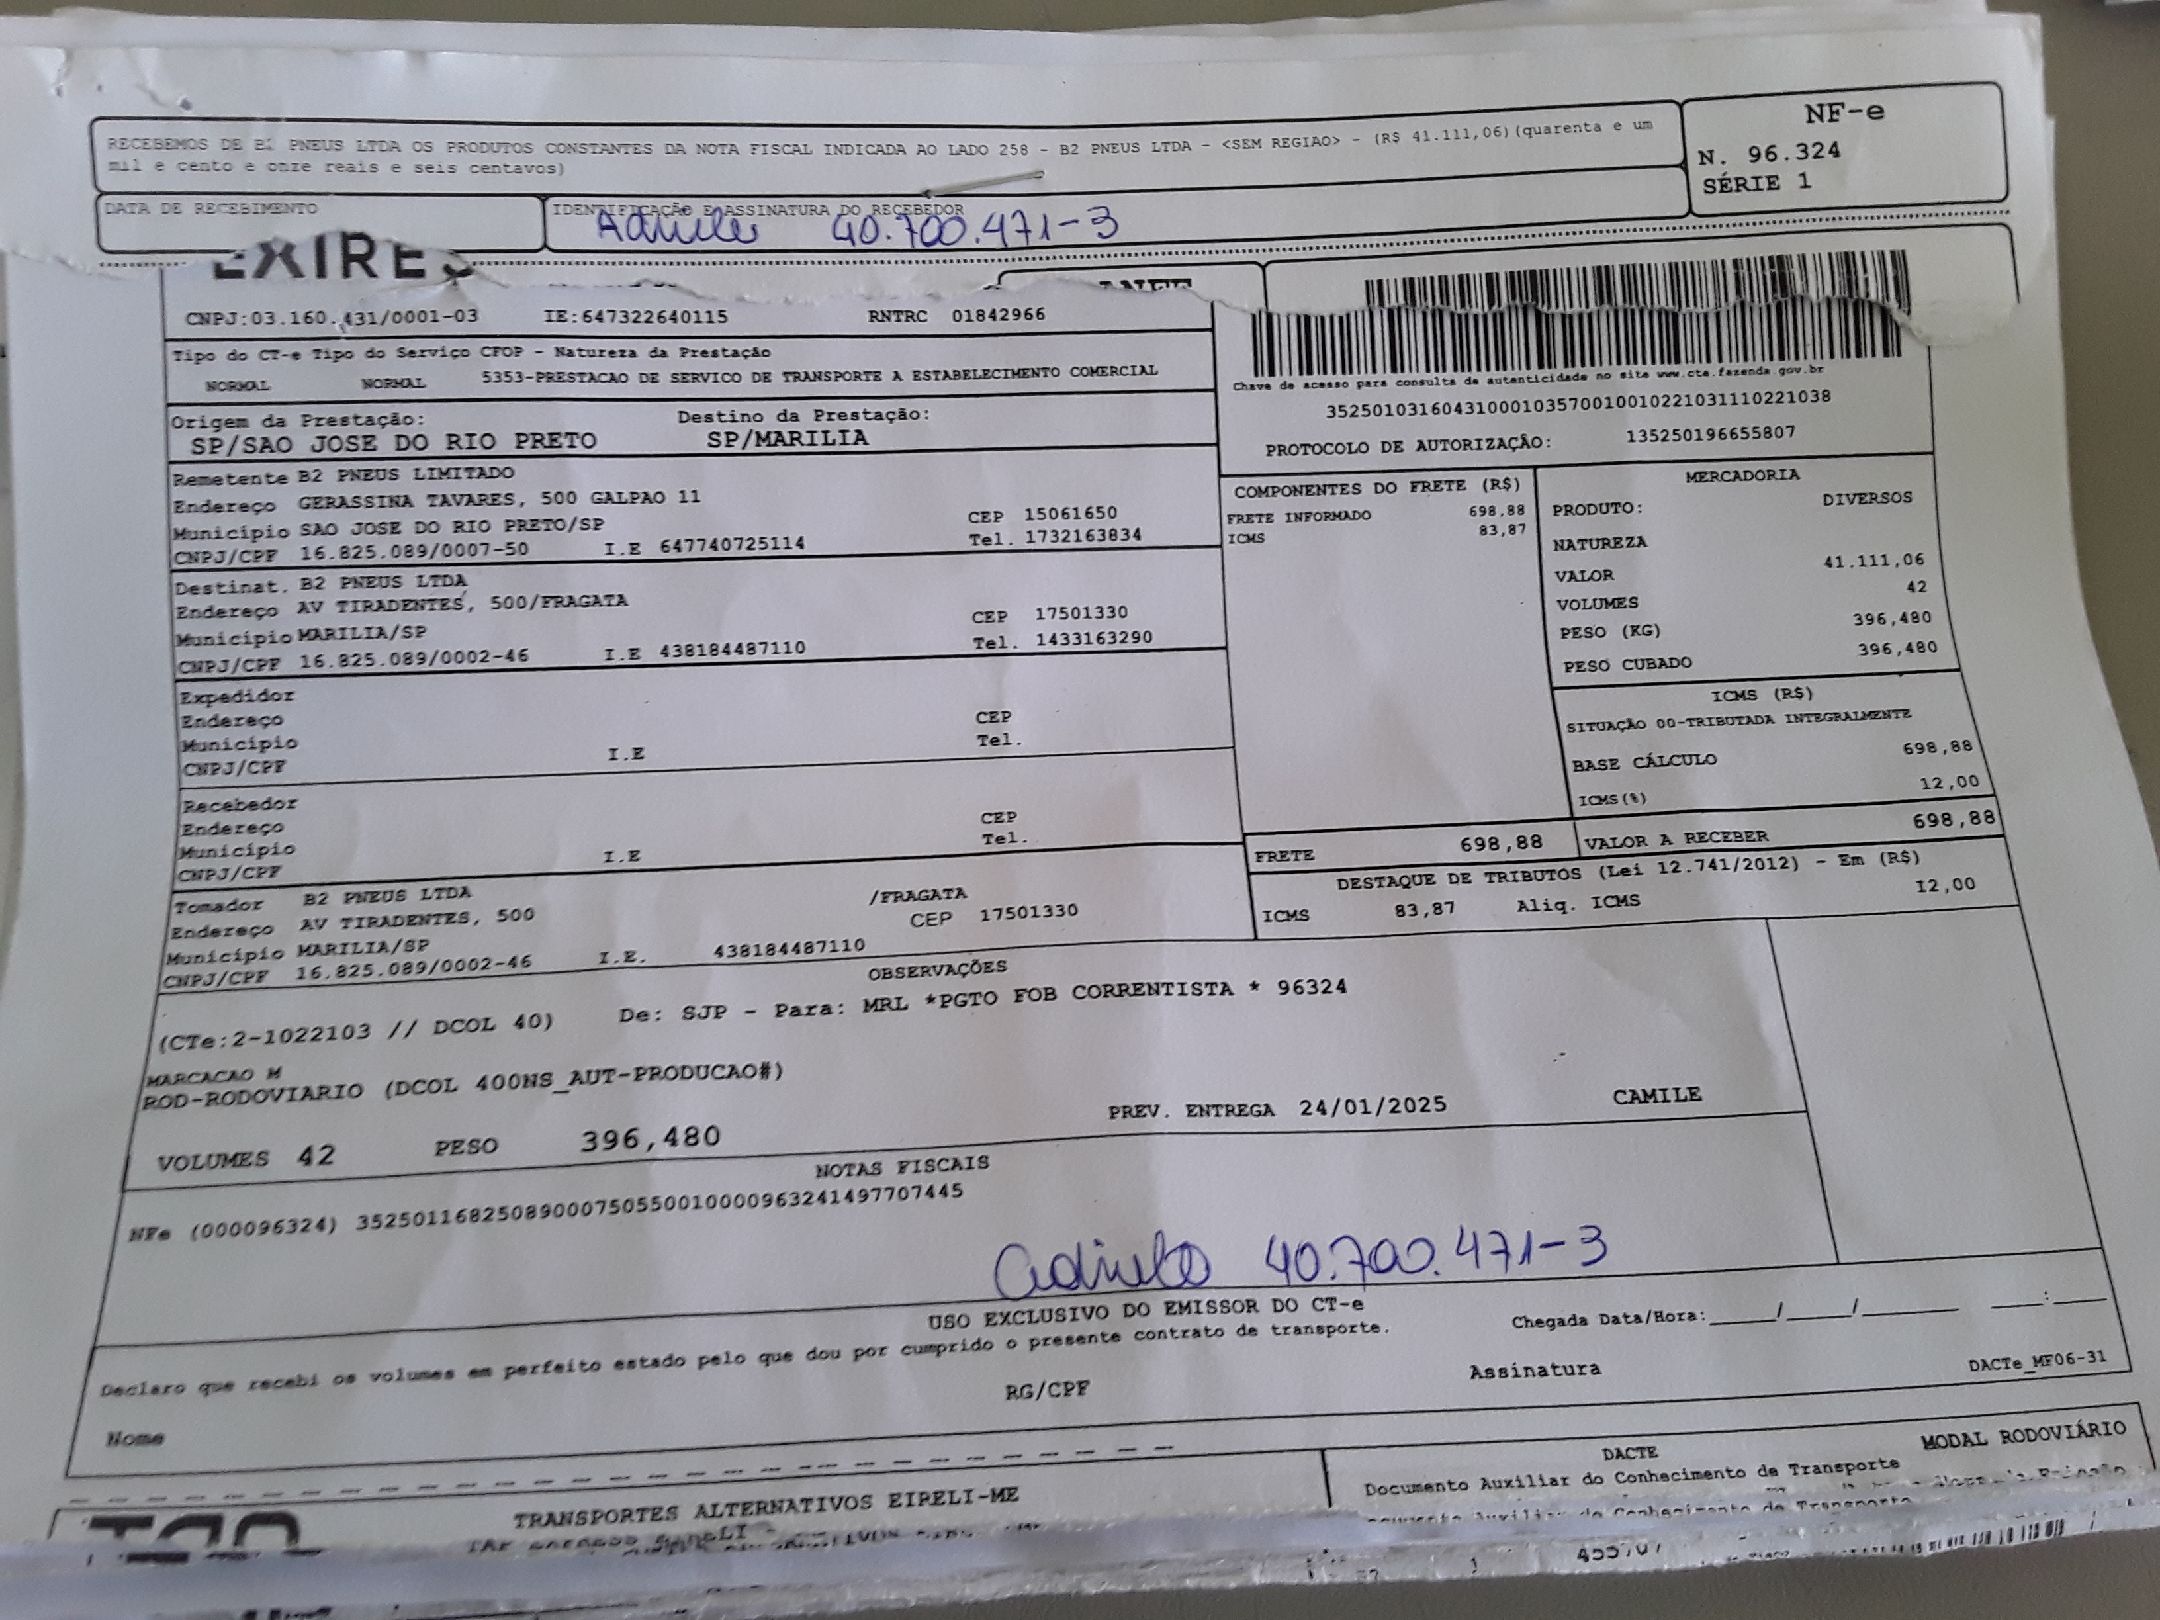 RECEBEMOS DE B2 PNEUS LTDA OS PRODUTOS CONSTANTES DA NOTA FISCAL INDICADA AO LADO 258 - B2 PNEUS LTDA - <SEM REGIAO> - (R$ 41.111,06)(quarenta e um
mil e cento e onze reais e seis centavos)
NF-e
N. 96.324
SÉRIE 1
DATA DE RECEBIMENTO
IDENTIFICAÇÃO E ASSINATURA DO RECEBEDOR
40.700.471-3
CNPJ:03.160.431/0001-03 IE:647322640115 RNTRC 01842966
Tipo do CT-e Tipo do Serviço CFOP - Natureza da Prestação
NORMAL NORMAL 5353-PRESTACAO DE SERVICO DE TRANSPORTE A ESTABELECIMENTO COMERCIAL
Chave de acesso para consulta de autenticidade no site www.cte.fazenda.gov.br
35250103160431000103570010010221031110221038
PROTOCOLO DE AUTORIZAÇÃO: 135250196655807
Origem da Prestação: Destino da Prestação:
SP/SAO JOSE DO RIO PRETO SP/MARILIA
Remetente B2 PNEUS LIMITADO
Endereço GERASSINA TAVARES, 500 GALPAO 11
Município SAO JOSE DO RIO PRETO/SP CEP 15061650
CNPJ/CPF 16.825.089/0007-50 I.E 647740725114 Tel. 1732163834
Destinat. B2 PNEUS LTDA
Endereço AV TIRADENTES, 500/FRAGATA
Município MARILIA/SP CEP 17501330
CNPJ/CPF 16.825.089/0002-46 I.E 438184487110 Tel. 1433163290
Expedidor
Endereço
Município CEP
CNPJ/CPF I.E Tel.
Recebedor
Endereço CEP
Município Tel.
CNPJ/CPF I.E
Tomador B2 PNEUS LTDA /FRAGATA
Endereço AV TIRADENTES, 500 CEP 17501330
Município MARILIA/SP
CNPJ/CPF 16.825.089/0002-46 I.E. 438184487110
COMPONENTES DO FRETE (R$)
FRETE INFORMADO 698,88
ICMS 83,87
MERCADORIA
PRODUTO: DIVERSOS
NATUREZA
VALOR 41.111,06
VOLUMES 42
PESO (KG) 396,480
PESO CUBADO 396,480
ICMS (R$)
SITUAÇÃO 00-TRIBUTADA INTEGRALMENTE
BASE CÁLCULO 698,88
ICMS(%) 12,00
FRETE 698,88 VALOR A RECEBER 698,88
DESTAQUE DE TRIBUTOS (Lei 12.741/2012) - Em (R$)
ICMS 83,87 Aliq. ICMS 12,00
OBSERVAÇÕES
(CTe:2-1022103 // DCOL 40) De: SJP - Para: MRL *PGTO FOB CORRENTISTA * 96324
MARCACAO M
ROD-RODOVIARIO (DCOL 400NS_AUT-PRODUCAO#)
PREV. ENTREGA 24/01/2025 CAMILE
VOLUMES 42 PESO 396,480
NOTAS FISCAIS
NFe (000096324) 35250116825089000750550010000963241497707445
40.700.471-3
USO EXCLUSIVO DO EMISSOR DO CT-e
Declaro que recebi os volumes em perfeito estado pelo que dou por cumprido o presente contrato de transporte.
Chegada Data/Hora:____/____/______ ___:___
Nome RG/CPF Assinatura
DACTe_MF06-31
TRANSPORTES ALTERNATIVOS EIRELI-ME
DACTE MODAL RODOVIÁRIO
Documento Auxiliar do Conhecimento de Transporte